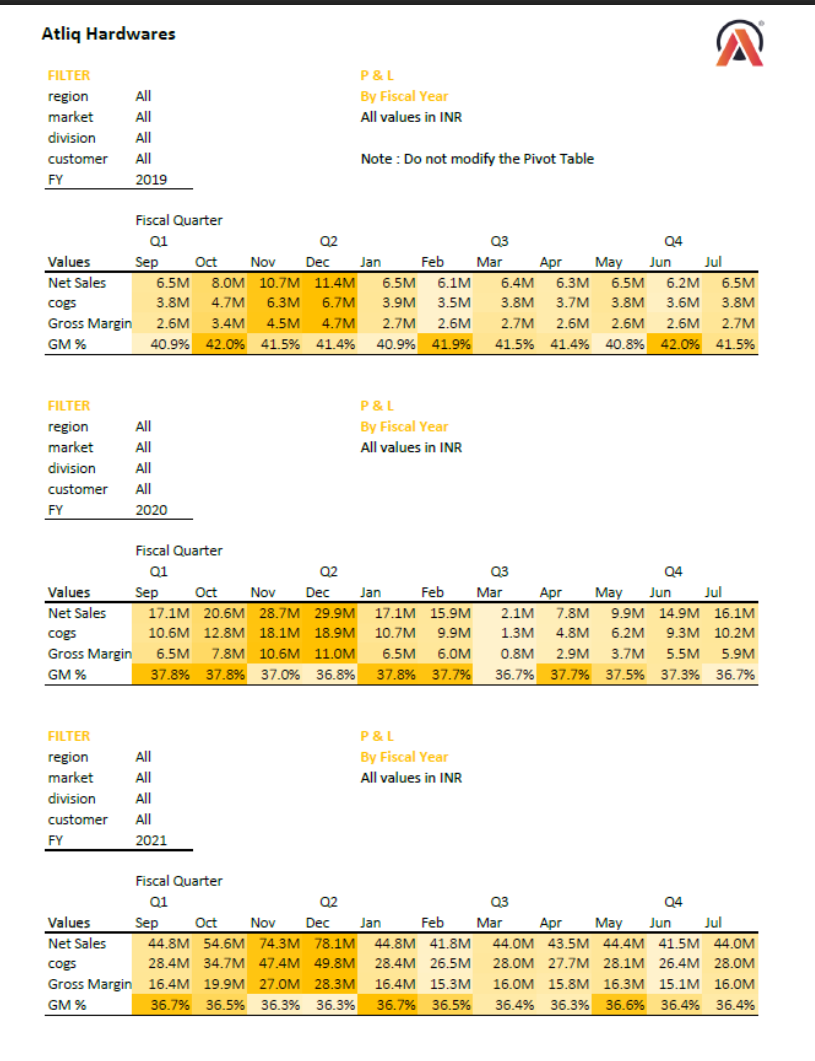 Atliq Hardwares
FILTER P & L
region All By Fiscal Year
market All All values in INR
division All
customer All Note : Do not modify the Pivot Table
FY 2019
Fiscal Quarter
Q1 Q2 Q3 Q4
Values Sep Oct Nov Dec Jan Feb Mar Apr May Jun Jul
Net Sales 6.5M 8.0M 10.7M 11.4M 6.5M 6.1M 6.4M 6.3M 6.5M 6.2M 6.5M
cogs 3.8M 4.7M 6.3M 6.7M 3.9M 3.5M 3.8M 3.7M 3.8M 3.6M 3.8M
Gross Margin 2.6M 3.4M 4.5M 4.7M 2.7M 2.6M 2.7M 2.6M 2.6M 2.6M 2.7M
GM % 40.9% 42.0% 41.5% 41.4% 40.9% 41.9% 41.5% 41.4% 40.8% 42.0% 41.5%
FILTER P & L
region All By Fiscal Year
market All All values in INR
division All
customer All
FY 2020
Fiscal Quarter
Q1 Q2 Q3 Q4
Values Sep Oct Nov Dec Jan Feb Mar Apr May Jun Jul
Net Sales 17.1M 20.6M 28.7M 29.9M 17.1M 15.9M 2.1M 7.8M 9.9M 14.9M 16.1M
cogs 10.6M 12.8M 18.1M 18.9M 10.7M 9.9M 1.3M 4.8M 6.2M 9.3M 10.2M
Gross Margin 6.5M 7.8M 10.6M 11.0M 6.5M 6.0M 0.8M 2.9M 3.7M 5.5M 5.9M
GM % 37.8% 37.8% 37.0% 36.8% 37.8% 37.7% 36.7% 37.7% 37.5% 37.3% 36.7%
FILTER P & L
region All By Fiscal Year
market All All values in INR
division All
customer All
FY 2021
Fiscal Quarter
Q1 Q2 Q3 Q4
Values Sep Oct Nov Dec Jan Feb Mar Apr May Jun Jul
Net Sales 44.8M 54.6M 74.3M 78.1M 44.8M 41.8M 44.0M 43.5M 44.4M 41.5M 44.0M
cogs 28.4M 34.7M 47.4M 49.8M 28.4M 26.5M 28.0M 27.7M 28.1M 26.4M 28.0M
Gross Margin 16.4M 19.9M 27.0M 28.3M 16.4M 15.3M 16.0M 15.8M 16.3M 15.1M 16.0M
GM % 36.7% 36.5% 36.3% 36.3% 36.7% 36.5% 36.4% 36.3% 36.6% 36.4% 36.4%